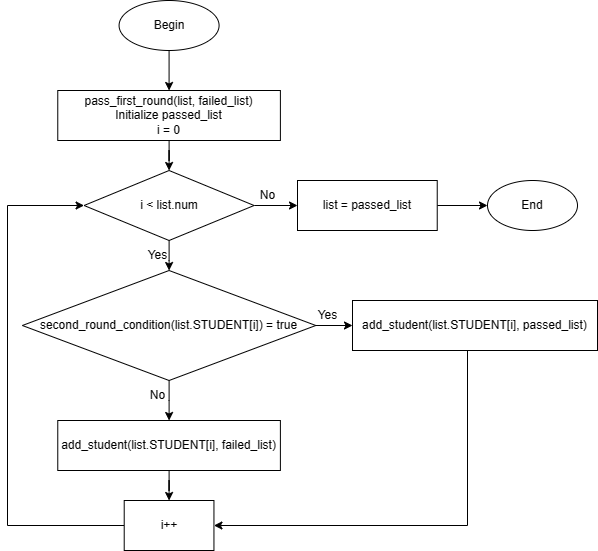 Begin
pass_first_round(list, failed_list)
Initialize passed_list
i = 0
i < list.num
No
list = passed_list
End
Yes
second_round_condition(list.STUDENT[i]) = true
Yes
add_student(list.STUDENT[i], passed_list)
No
add_student(list.STUDENT[i], failed_list)
i++